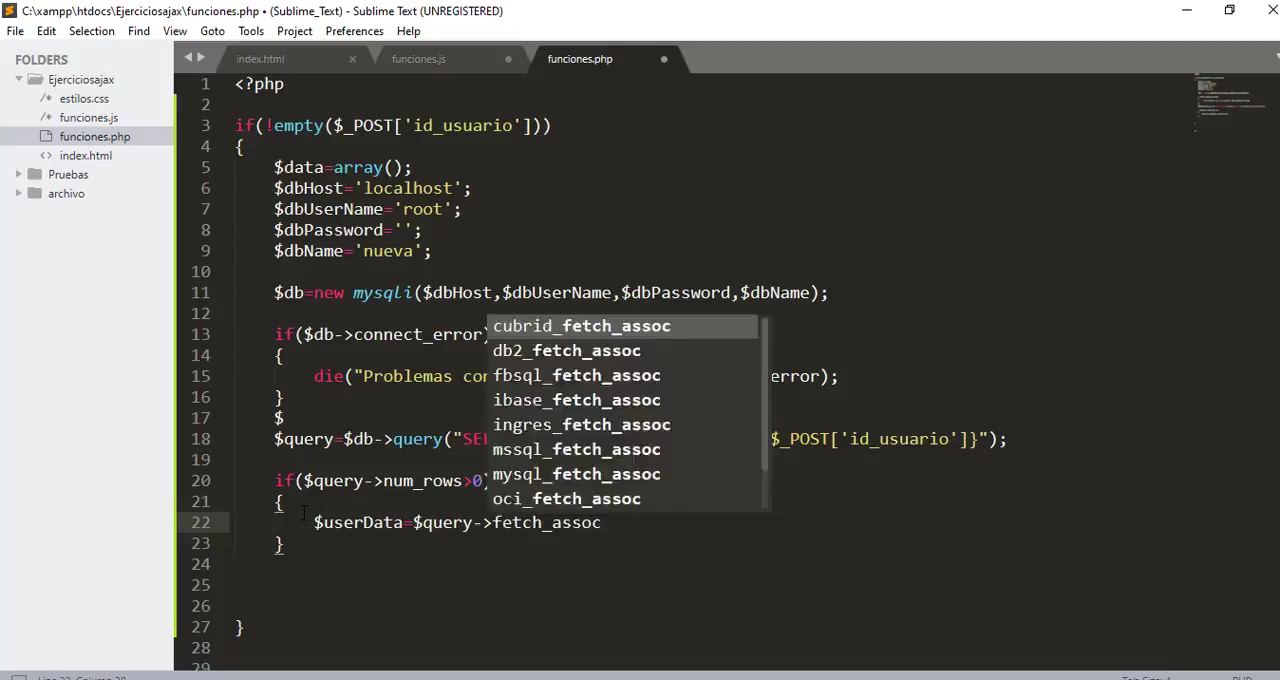 C:\xampp\htdocs\Ejerciciosajax\funciones.php • (Sublime_Text) - Sublime Text (UNREGISTERED)
File Edit Selection Find View Goto Tools Project Preferences Help
FOLDERS
Ejerciciosajax
estilos.css
funciones.js
funciones.php
index.html
Pruebas
archivo
index.html funciones.js funciones.php
1 <?php
2
3 if(!empty($_POST['id_usuario']))
4 {
5 $data=array();
6 $dbHost='localhost';
7 $dbUserName='root';
8 $dbPassword='';
9 $dbName='nueva';
10
11 $db=new mysqli($dbHost,$dbUserName,$dbPassword,$dbName);
12
13 if($db->connect_error)
14 {
15 die("Problemas con error);
16 }
17 $
18 $query=$db->query("SEL $_POST['id_usuario']}");
19
20 if($query->num_rows>0)
21 {
22 $userData=$query->fetch_assoc
23 }
24
25
26
27 }
28
29
cubrid_fetch_assoc
db2_fetch_assoc
fbsql_fetch_assoc
ibase_fetch_assoc
ingres_fetch_assoc
mssql_fetch_assoc
mysql_fetch_assoc
oci_fetch_assoc